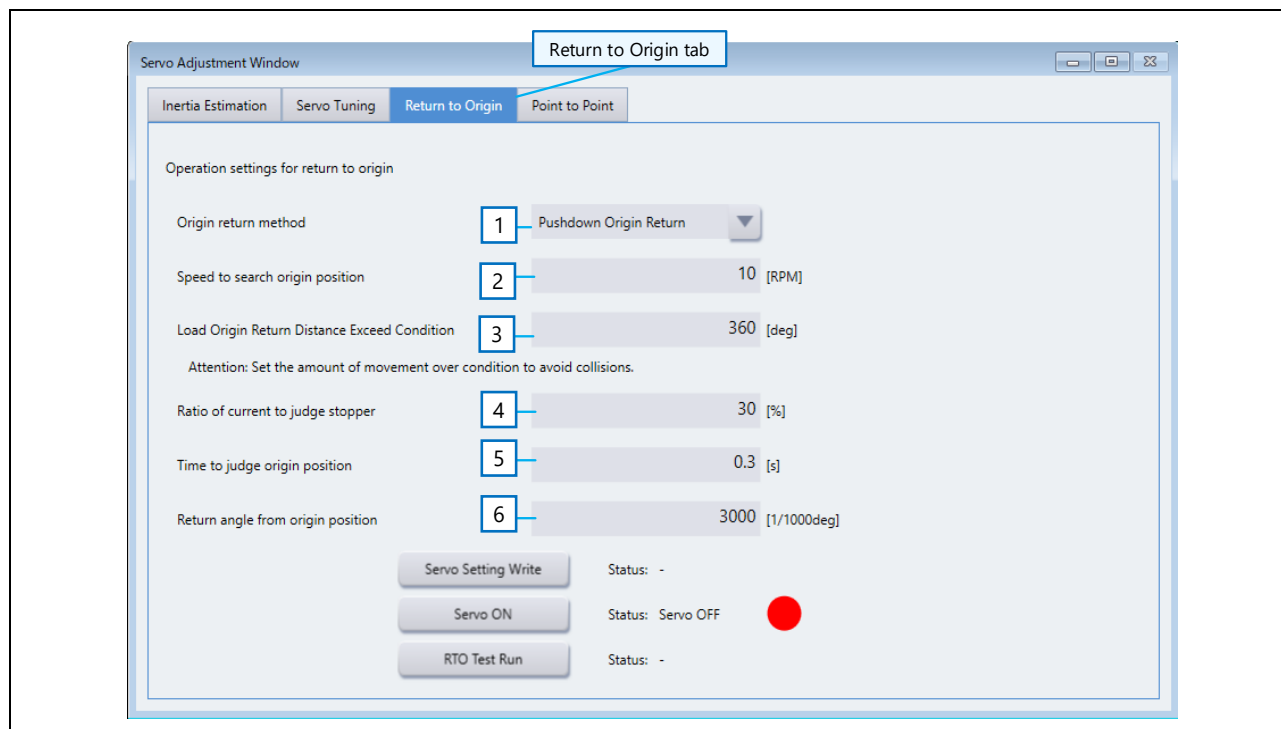 Return to Origin tab
Servo Adjustment Window
Inertia Estimation Servo Tuning Return to Origin Point to Point
Operation settings for return to origin
Origin return method 1 Pushdown Origin Return
Speed to search origin position 2 10 [RPM]
Load Origin Return Distance Exceed Condition 3 360 [deg]
Attention: Set the amount of movement over condition to avoid collisions.
Ratio of current to judge stopper 4 30 [%]
Time to judge origin position 5 0.3 [s]
Return angle from origin position 6 3000 [1/1000deg]
Servo Setting Write Status: -
Servo ON Status: Servo OFF
RTO Test Run Status: -